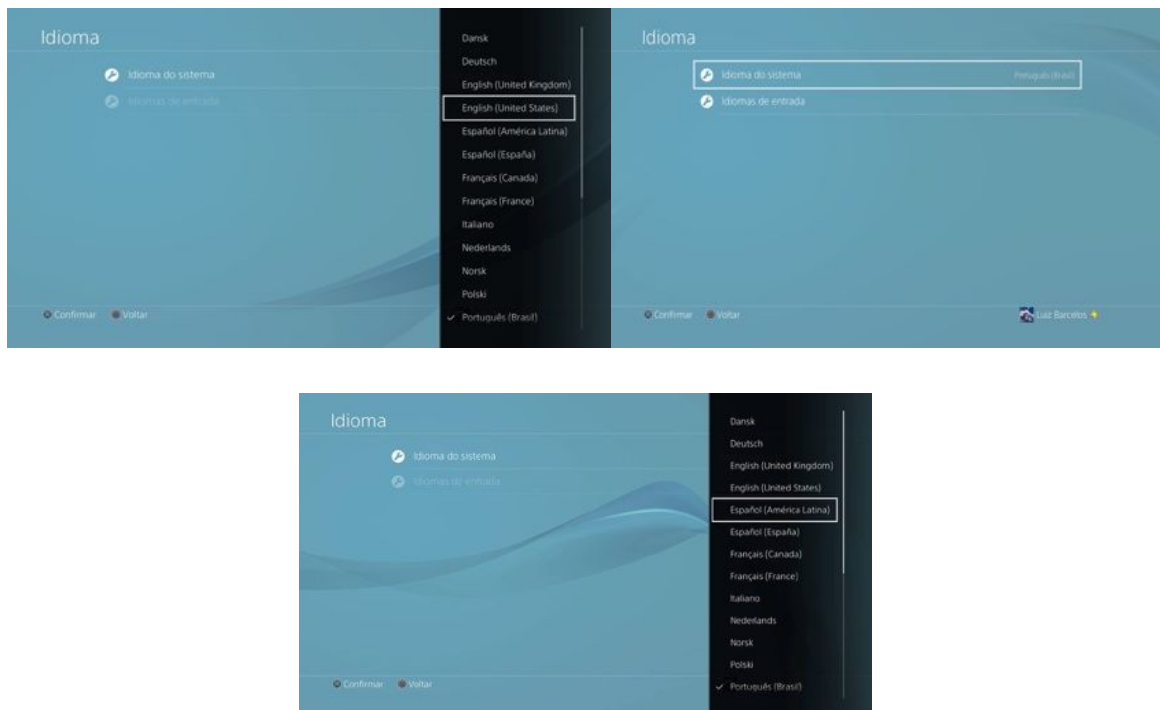 Idioma
Idioma do sistema
Idiomas de entrada
Dansk
Deutsch
English (United Kingdom)
English (United States)
Español (América Latina)
Español (España)
Français (Canada)
Français (France)
Italiano
Nederlands
Norsk
Polski
Português (Brasil)
Confirmar Voltar
Idioma
Idioma do sistema Português (Brasil)
Idiomas de entrada
Confirmar Voltar Luiz Barcelos
Idioma
Idioma do sistema
Idiomas de entrada
Dansk
Deutsch
English (United Kingdom)
English (United States)
Español (América Latina)
Español (España)
Français (Canada)
Français (France)
Italiano
Nederlands
Norsk
Polski
Português (Brasil)
Confirmar Voltar